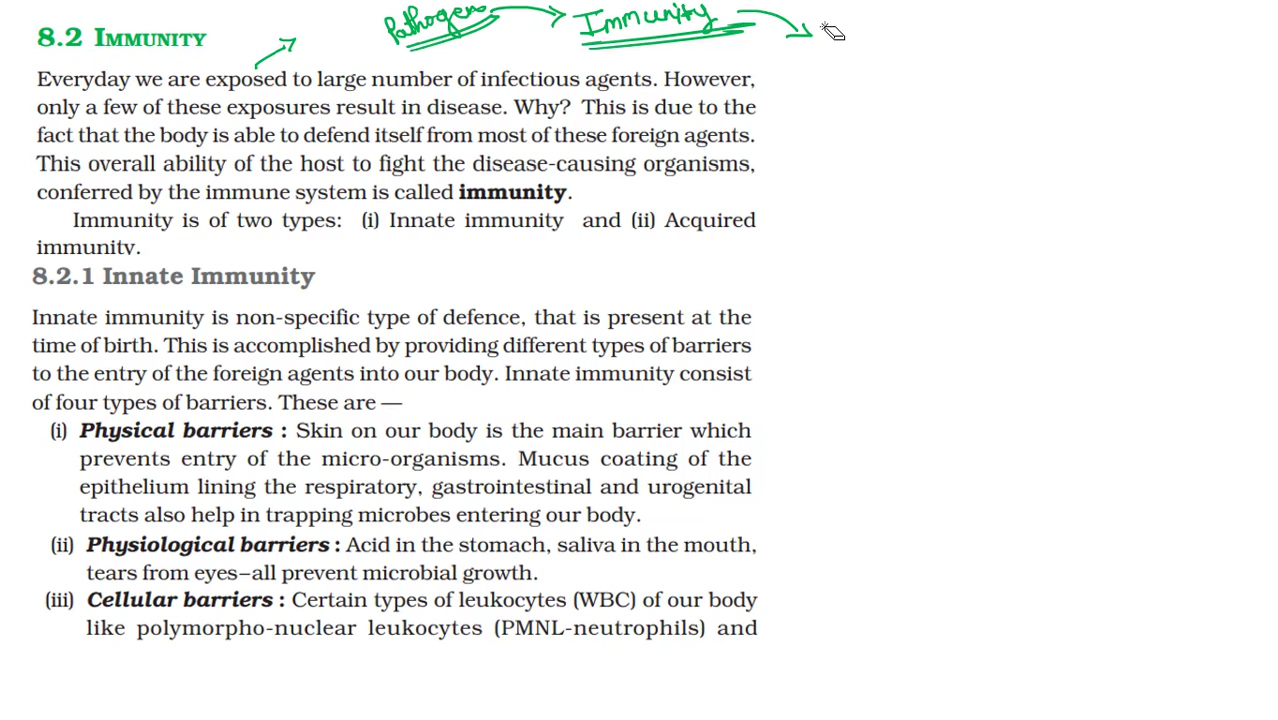 Pathogens Immunity
8.2 IMMUNITY
Everyday we are exposed to large number of infectious agents. However,
only a few of these exposures result in disease. Why? This is due to the
fact that the body is able to defend itself from most of these foreign agents.
This overall ability of the host to fight the disease-causing organisms,
conferred by the immune system is called immunity.
Immunity is of two types: (i) Innate immunity and (ii) Acquired
immunity.
8.2.1 Innate Immunity
Innate immunity is non-specific type of defence, that is present at the
time of birth. This is accomplished by providing different types of barriers
to the entry of the foreign agents into our body. Innate immunity consist
of four types of barriers. These are —
(i) Physical barriers : Skin on our body is the main barrier which
prevents entry of the micro-organisms. Mucus coating of the
epithelium lining the respiratory, gastrointestinal and urogenital
tracts also help in trapping microbes entering our body.
(ii) Physiological barriers : Acid in the stomach, saliva in the mouth,
tears from eyes–all prevent microbial growth.
(iii) Cellular barriers : Certain types of leukocytes (WBC) of our body
like polymorpho-nuclear leukocytes (PMNL-neutrophils) and